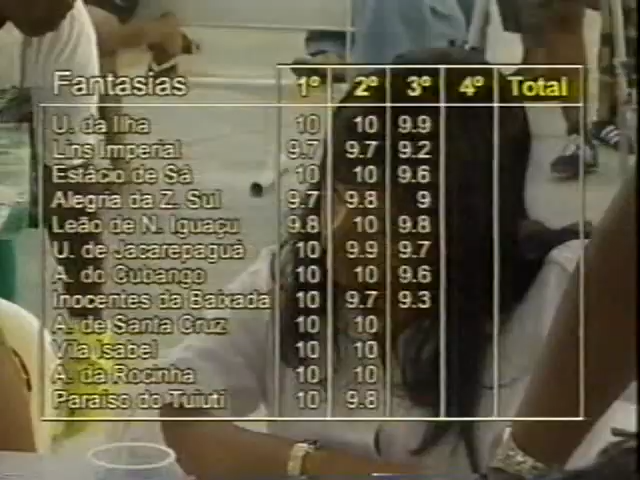 Fantasias 1º 2º 3º 4º Total
U. da Ilha 10 10 9.9
Lins Imperial 9.7 9.7 9.2
Estácio de Sá 10 10 9.6
Alegria da Z. Sul 9.7 9.8 9
Leão de N. Iguaçu 9.8 10 9.8
U. de Jacarepaguá 10 9.9 9.7
A. do Cubango 10 10 9.6
Inocentes da Baixada 10 9.7 9.3
A. de Santa Cruz 10 10
Vila Isabel 10 10
A. da Rocinha 10 10
Paraíso do Tuiuti 10 9.8